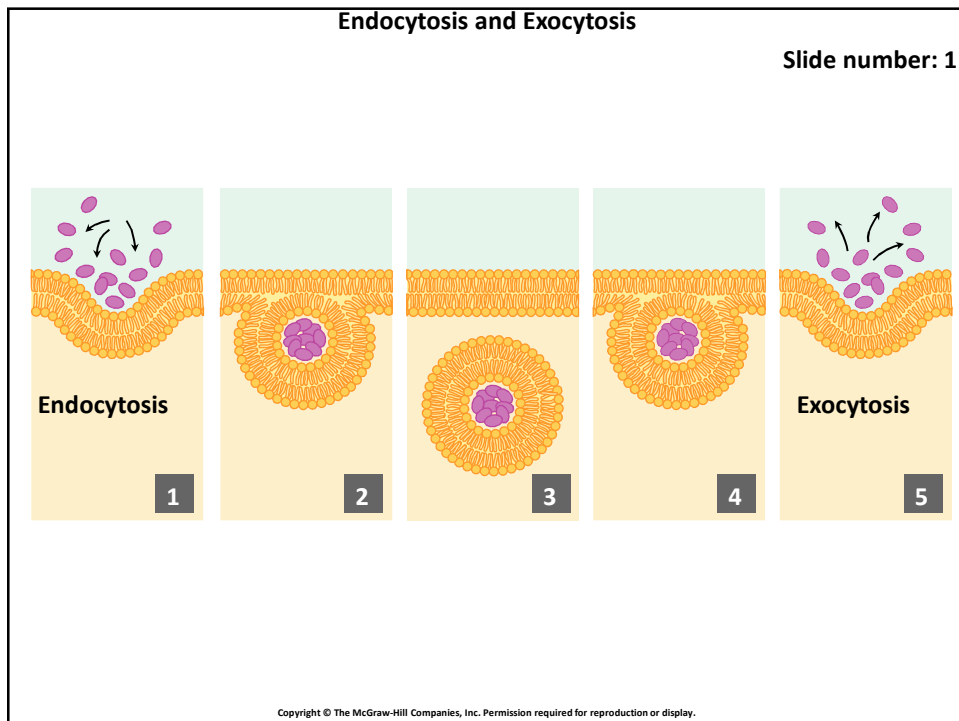 Endocytosis and Exocytosis
Slide number: 1
Endocytosis
Exocytosis
1
2
3
4
5
Copyright © The McGraw-Hill Companies, Inc. Permission required for reproduction or display.